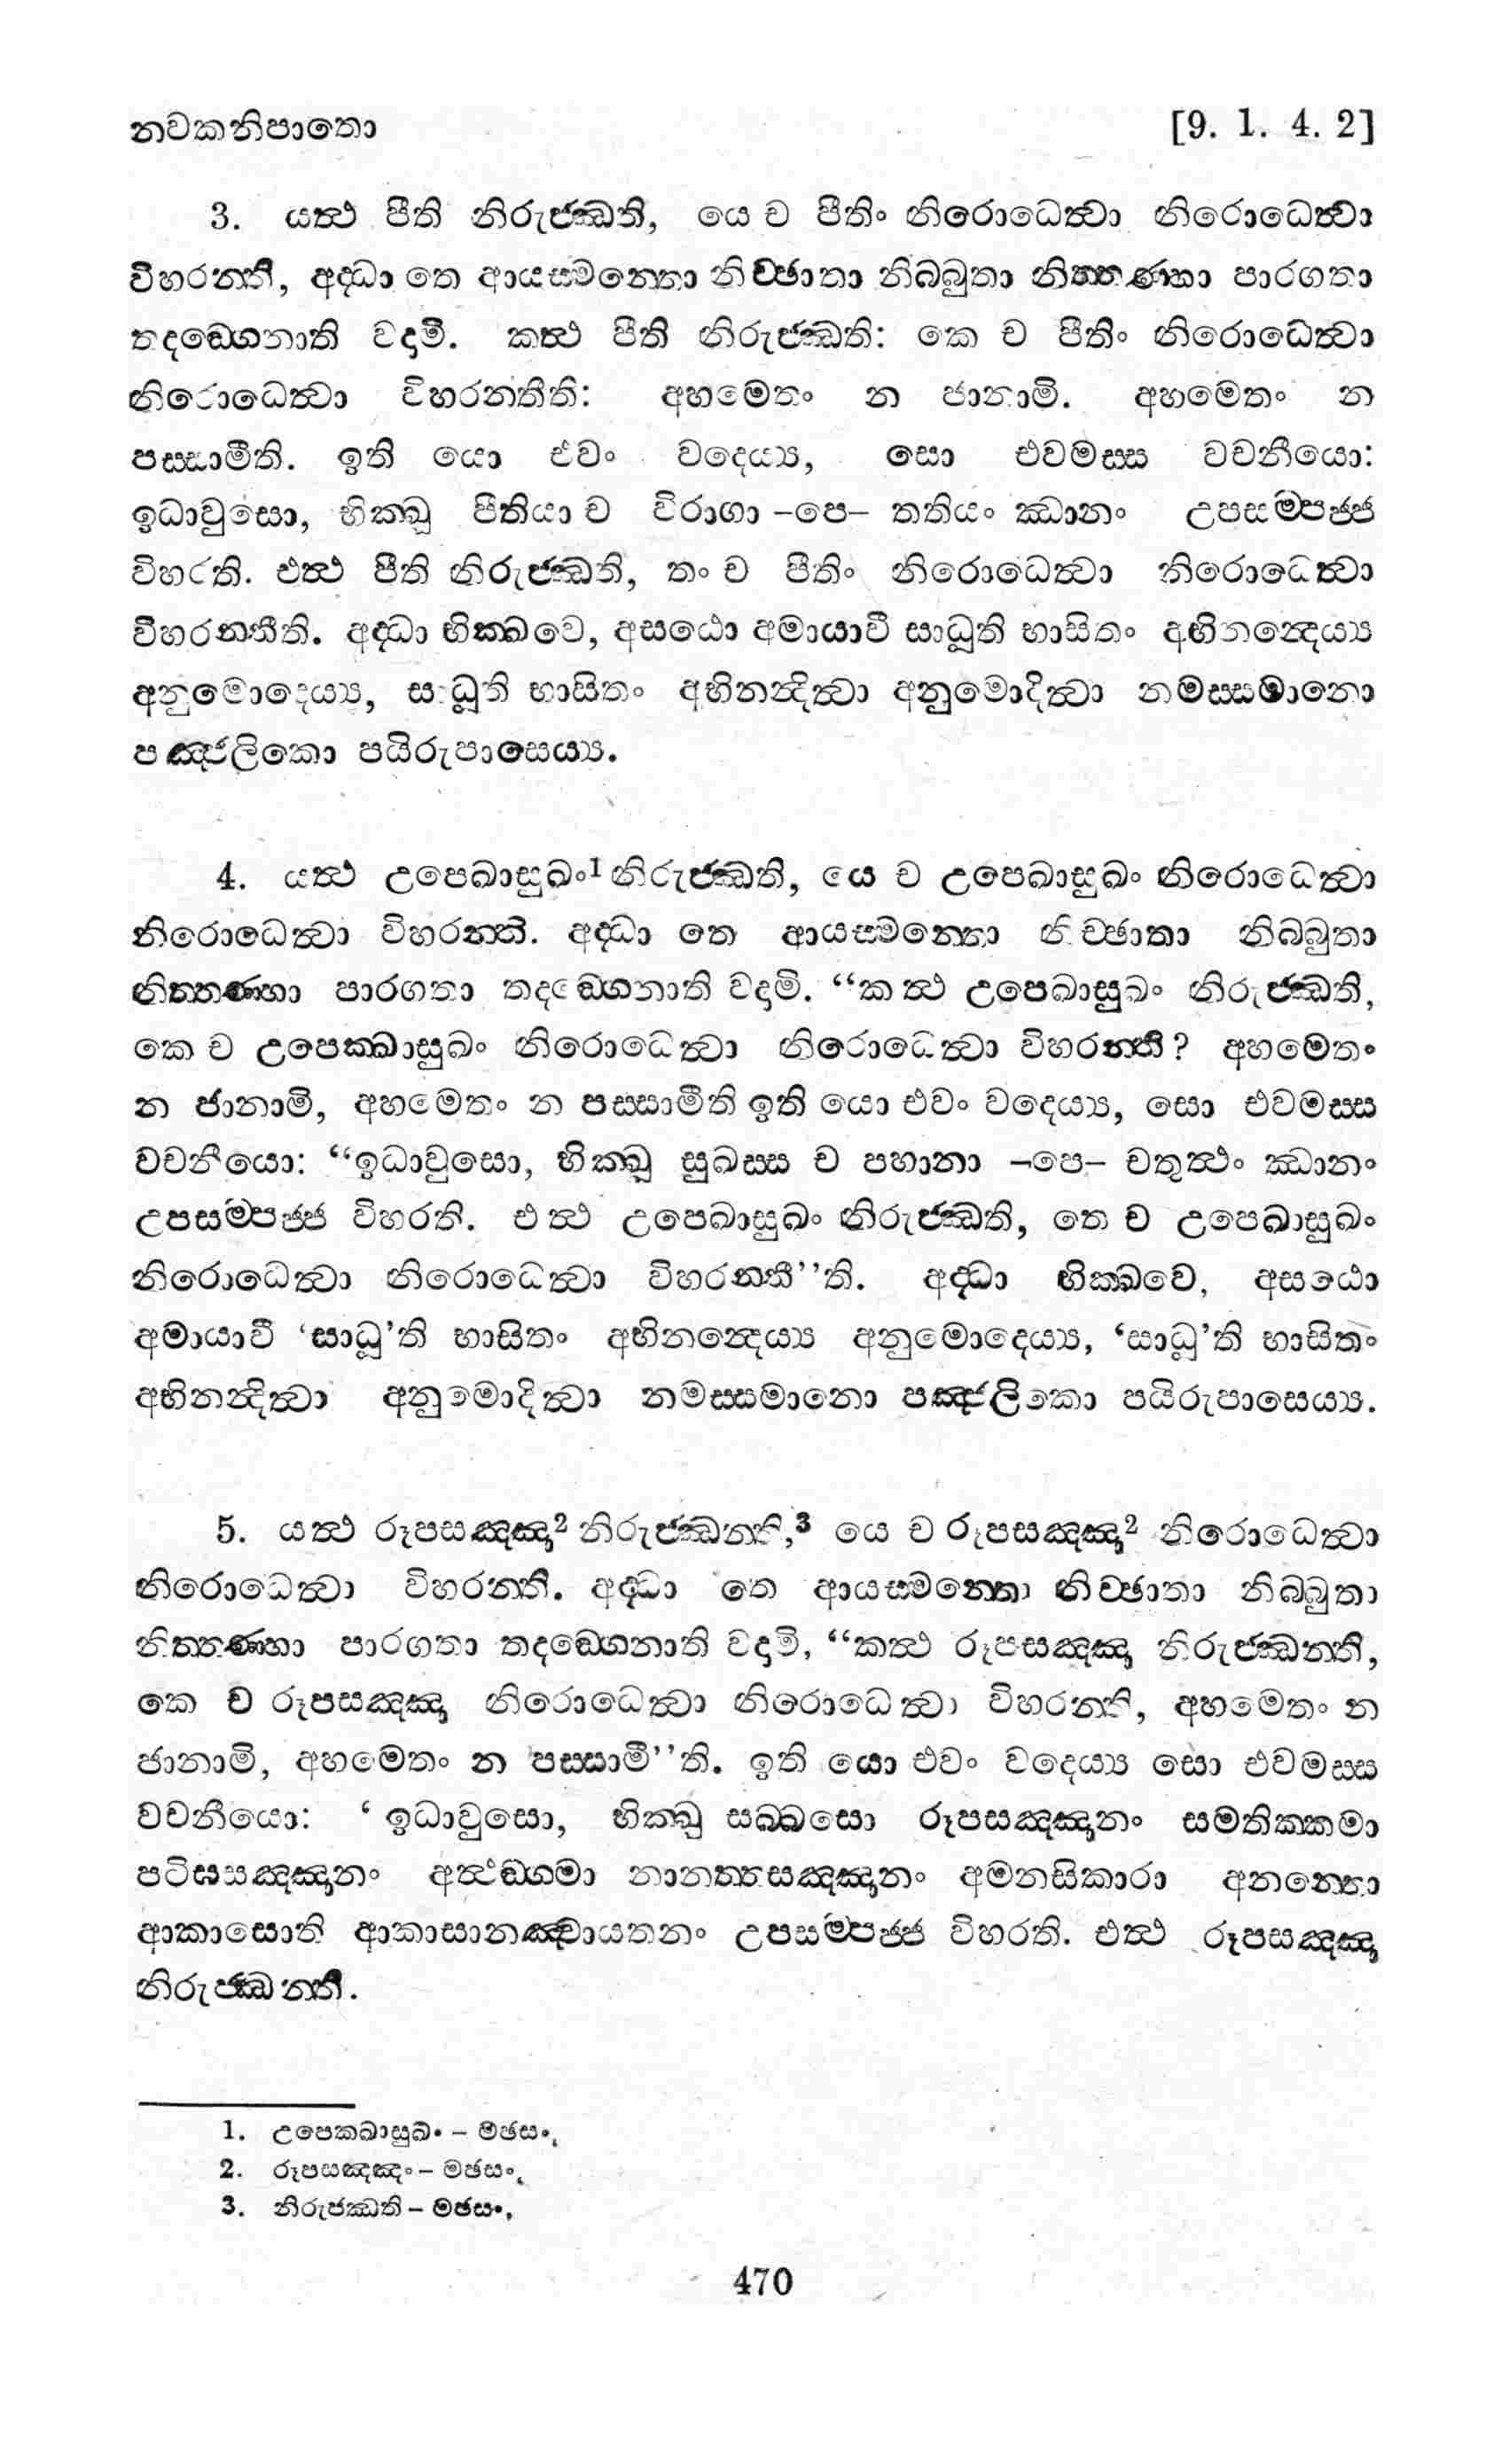 නවකනිපාතො [9. 1. 4. 2]
3. යත්‍ථ පීති නිරුජ්ඣති, යෙ ච පීතිං නිරොධෙත්‍වා නිරොධෙත්‍වා
විහරන්ති, අද්ධා තෙ ආයස්මන්තො නිච්ඡාතා නිබ්බුතා නිත්තණ්හා පාරගතා
තදඞ්ගෙනාති වදාමි. කත්‍ථ පීති නිරුජ්ඣති: කෙ ච පීතිං නිරොධෙත්‍වා
නිරොධෙත්‍වා විහරන්තීති: අහමෙතං න ජානාමි. අහමෙතං න
පස්සාමීති. ඉති යො එවං වදෙය්‍ය, සො එවමස්ස වචනීයො:
ඉධාවුසො, භික්ඛූ පීතියා ච විරාගා –පෙ– තතියං ඣානං උපසම්පජ්ජ
විහරති. එත්‍ථ පීති නිරුජ්ඣති, තං ච පීතිං නිරොධෙත්‍වා නිරොධෙත්‍වා
විහරන්තීති. අද්ධා භික්ඛවෙ, අසඨො අමායාවී සාධූති භාසිතං අභිනන්‍දෙය්‍ය
අනුමොදෙය්‍ය, සාධූති භාසිතං අභිනන්‍දිත්‍වා අනුමොදිත්‍වා නමස්සමානො
පඤ්ජලිකො පයිරුපාසෙය්‍ය.
4. යත්‍ථ උපෙඛාසුඛං¹ නිරුජ්ඣති, යෙ ච උපෙඛාසුඛං නිරොධෙත්‍වා
නිරොධෙත්‍වා විහරන්ති. අද්ධා තෙ ආයස්මන්තො නිච්ඡාතා නිබ්බුතා
නිත්තණ්හා පාරගතා තදඞ්ගෙනාති වදාමි. “කත්‍ථ උපෙඛාසුඛං නිරුජ්ඣති,
කෙ ච උපෙක්ඛාසුඛං නිරොධෙත්‍වා නිරොධෙත්‍වා විහරන්ති? අහමෙතං
න ජානාමි, අහමෙතං න පස්සාමීති ඉති යො එවං වදෙය්‍ය, සො එවමස්ස
වචනීයො: “ඉධාවුසො, භික්ඛූ සුඛස්ස ච පහානා –පෙ– චතුත්‍ථං ඣානං
උපසම්පජ්ජ විහරති. එත්‍ථ උපෙඛාසුඛං නිරුජ්ඣති, තෙ ච උපෙඛාසුඛං
නිරොධෙත්‍වා නිරොධෙත්‍වා විහරන්තී’’ති. අද්ධා භික්ඛවෙ, අසඨො
අමායාවී ‘සාධූ’ති භාසිතං අභිනන්‍දෙය්‍ය අනුමොදෙය්‍ය, ‘සාධූ’ති භාසිතං
අභිනන්‍දිත්‍වා අනුමොදිත්‍වා නමස්සමානො පඤ්ජලිකො පයිරුපාසෙය්‍ය.
5. යත්‍ථ රූපසඤ්ඤා² නිරුජ්ඣන්ති,³ යෙ ච රූපසඤ්ඤා² නිරොධෙත්‍වා
නිරොධෙත්‍වා විහරන්ති. අද්ධා තෙ ආයස්මන්තො නිච්ඡාතා නිබ්බුතා
නිත්තණ්හා පාරගතා තදඞ්ගෙනාති වදාමි, “කත්‍ථ රූපසඤ්ඤා නිරුජ්ඣන්ති,
කෙ ච රූපසඤ්ඤා නිරොධෙත්‍වා නිරොධෙත්‍වා විහරන්ති, අහමෙතං න
ජානාමි, අහමෙතං න පස්සාමී’’ති. ඉති යො එවං වදෙය්‍ය සො එවමස්ස
වචනීයො: ‘ඉධාවුසො, භික්ඛු සබ්බසො රූපසඤ්ඤානං සමතික්කමා
පටිඝසඤ්ඤානං අත්‍ථඞ්ගමා නානත්තසඤ්ඤානං අමනසිකාරා අනන්තො
ආකාසොති ආකාසානඤ්චායතනං උපසම්පජ්ජ විහරති. එත්‍ථ රූපසඤ්ඤා
නිරුජ්ඣන්ති.
1. උපෙක්ඛාසුඛං – මඡසං,
2. රූපසඤ්ඤං – මඡසං,
3. නිරුජ්ඣති – මඡසං,
470